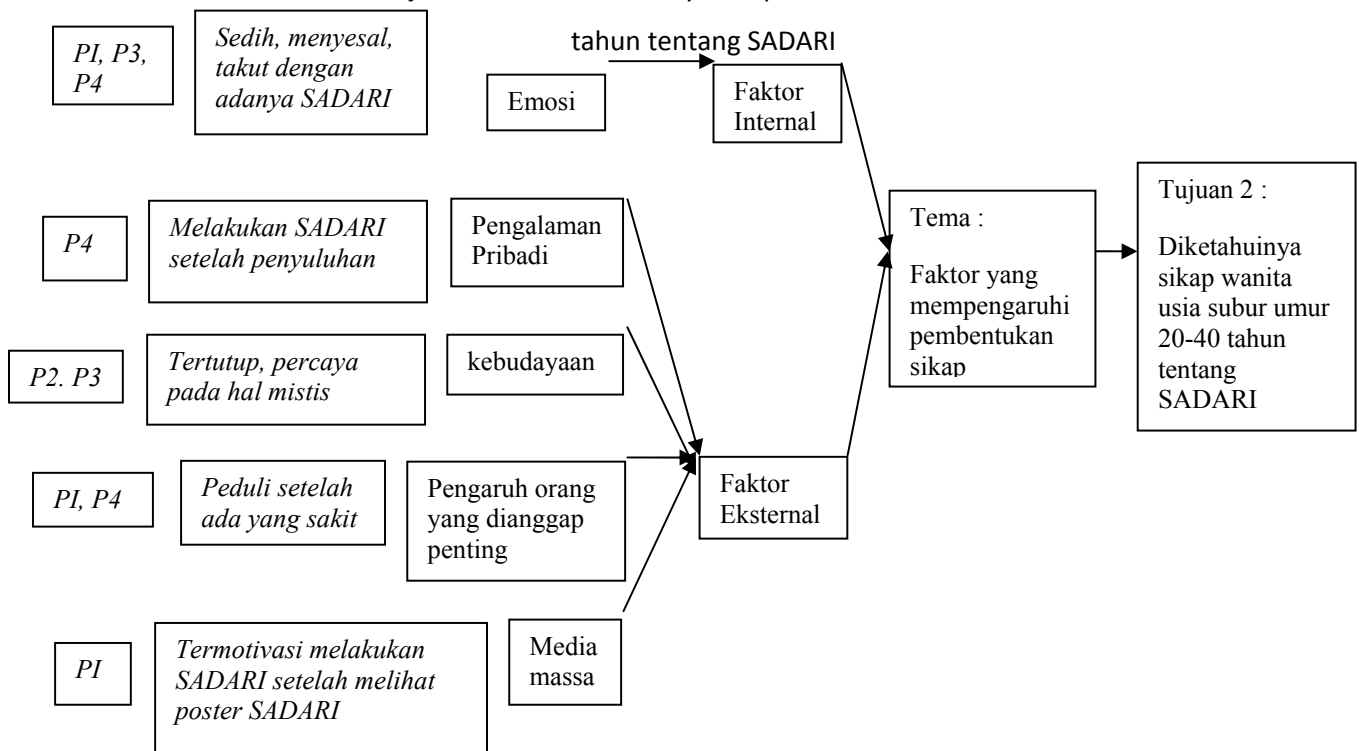 tahun tentang SADARI
PI, P3,
P4
Sedih, menyesal,
takut dengan
adanya SADARI
Emosi
Faktor
Internal
P4
Melakukan SADARI
setelah penyuluhan
Pengalaman
Pribadi
P2. P3
Tertutup, percaya
pada hal mistis
kebudayaan
PI, P4
Peduli setelah
ada yang sakit
Pengaruh orang
yang dianggap
penting
Faktor
Eksternal
PI
Termotivasi melakukan
SADARI setelah melihat
poster SADARI
Media
massa
Tema :
Faktor yang
mempengaruhi
pembentukan
sikap
Tujuan 2 :
Diketahuinya
sikap wanita
usia subur umur
20-40 tahun
tentang
SADARI